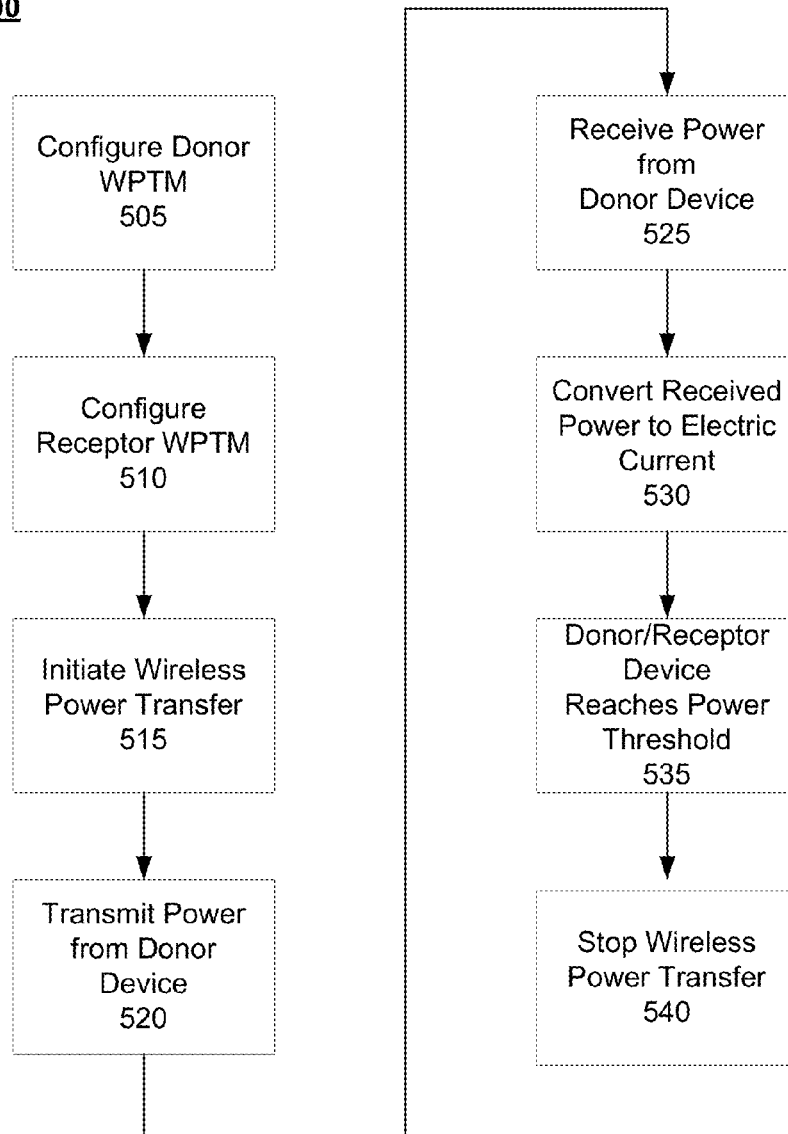 Configure Donor
WPTM
505
Configure
Receptor WPTM
510
Initiate Wireless
Power Transfer
515
Transmit Power
from Donor
Device
520
Receive Power
from
Donor Device
525
Convert Received
Power to Electric
Current
530
Donor/Receptor
Device
Reaches Power
Threshold
535
Stop Wireless
Power Transfer
540